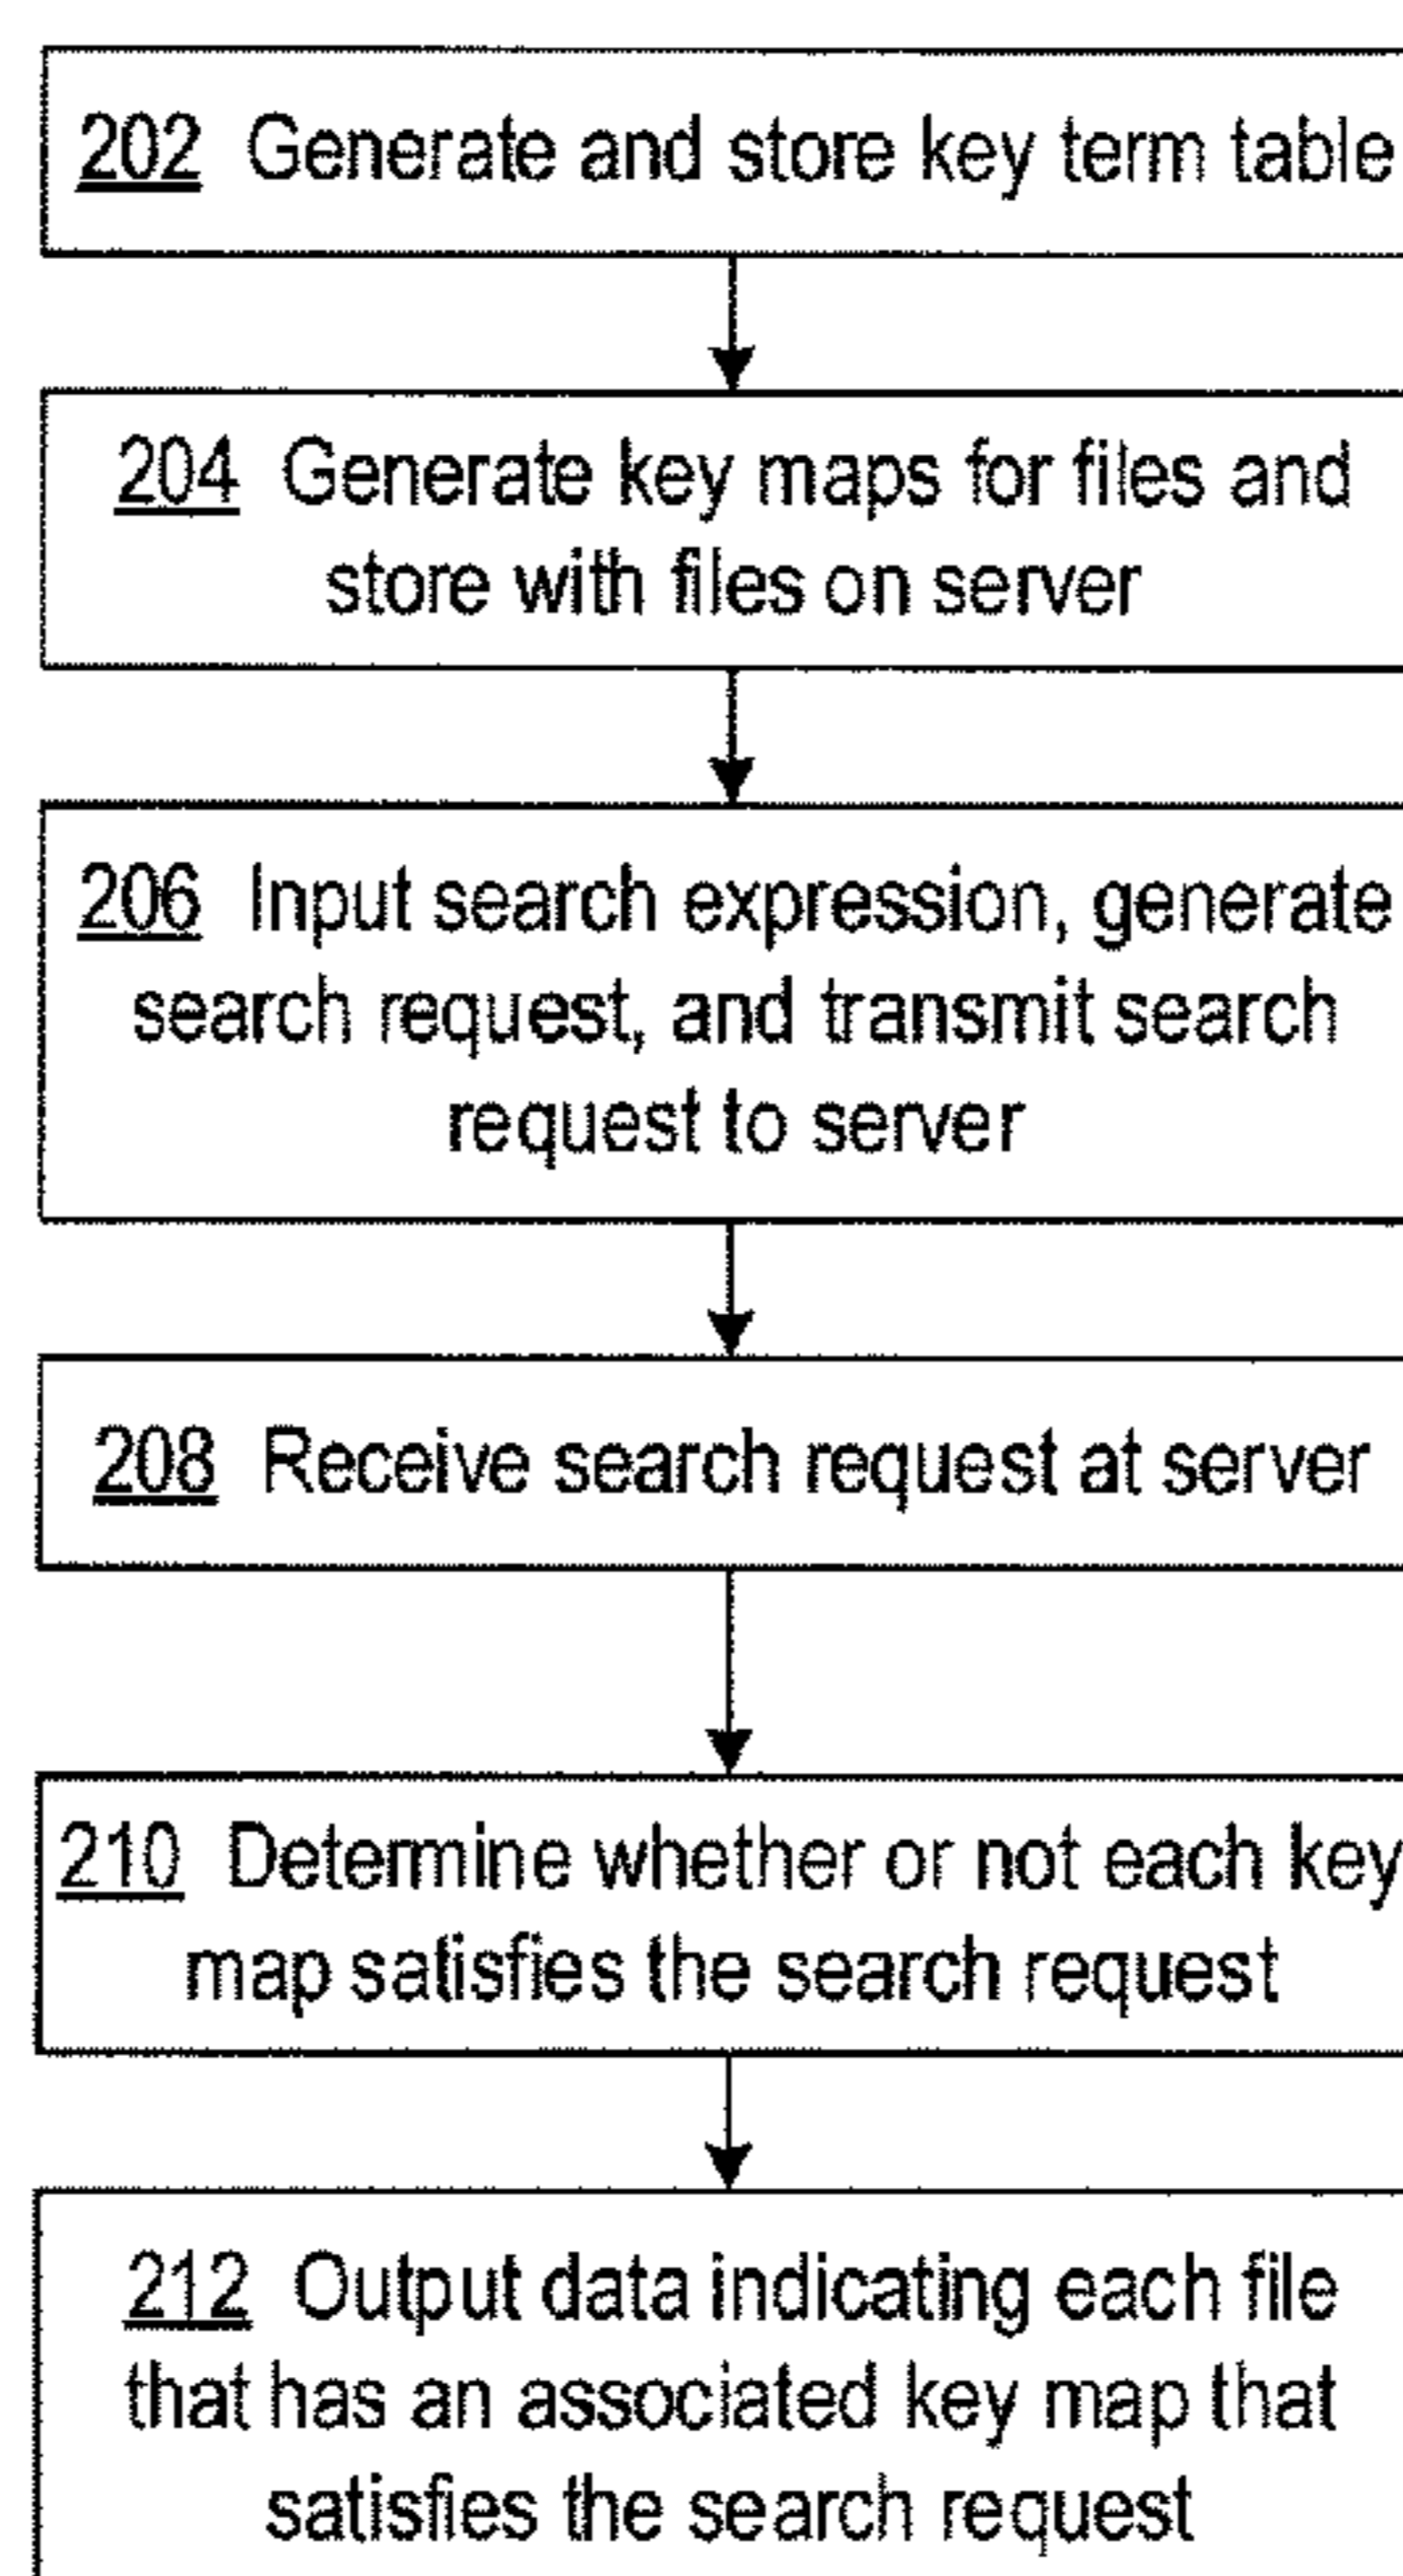 202 Generate and store key term table
204 Generate key maps for files and
store with files on server
206 Input search expression, generate
search request, and transmit search
request to server
208 Receive search request at server
210 Determine whether or not each key
map satisfies the search request
212 Output data indicating each file
that has an associated key map that
satisfies the search request